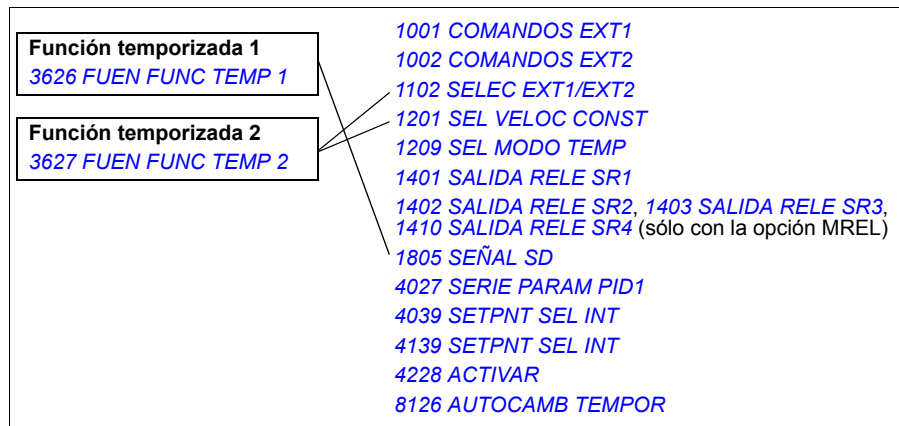 Función temporizada 1
3626 FUEN FUNC TEMP 1
Función temporizada 2
3627 FUEN FUNC TEMP 2
1001 COMANDOS EXT1
1002 COMANDOS EXT2
1102 SELEC EXT1/EXT2
1201 SEL VELOC CONST
1209 SEL MODO TEMP
1401 SALIDA RELE SR1
1402 SALIDA RELE SR2, 1403 SALIDA RELE SR3,
1410 SALIDA RELE SR4 (sólo con la opción MREL)
1805 SEÑAL SD
4027 SERIE PARAM PID1
4039 SETPNT SEL INT
4139 SETPNT SEL INT
4228 ACTIVAR
8126 AUTOCAMB TEMPOR